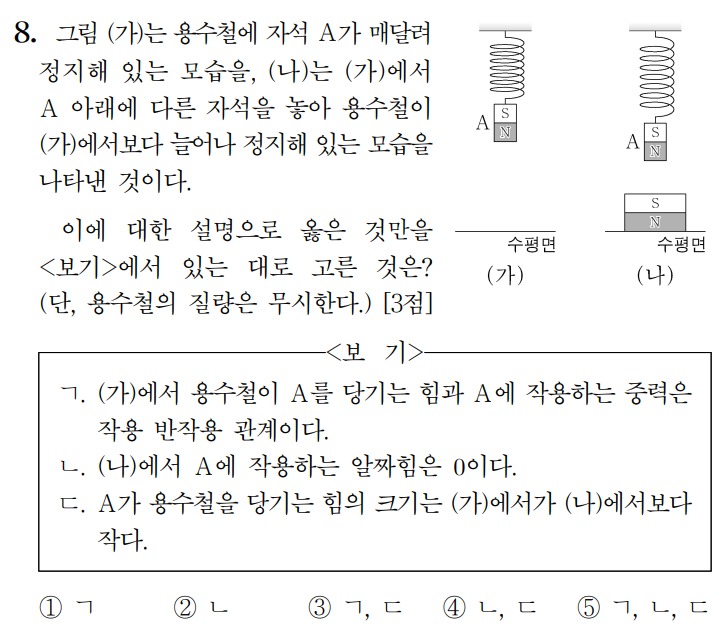 8. 그림 (가)는 용수철에 자석 A가 매달려
정지해 있는 모습을, (나)는 (가)에서
A 아래에 다른 자석을 놓아 용수철이
(가)에서보다 늘어나 정지해 있는 모습을
나타낸 것이다.
이에 대한 설명으로 옳은 것만을
<보기>에서 있는 대로 고른 것은?
(단, 용수철의 질량은 무시한다.) [3점]
A
S
N
수평면
(가)
A
S
N
S
N
수평면
(나)
<보 기>
ㄱ. (가)에서 용수철이 A를 당기는 힘과 A에 작용하는 중력은
작용 반작용 관계이다.
ㄴ. (나)에서 A에 작용하는 알짜힘은 0이다.
ㄷ. A가 용수철을 당기는 힘의 크기는 (가)에서가 (나)에서보다
작다.
① ㄱ ② ㄴ ③ ㄱ, ㄷ ④ ㄴ, ㄷ ⑤ ㄱ, ㄴ, ㄷ